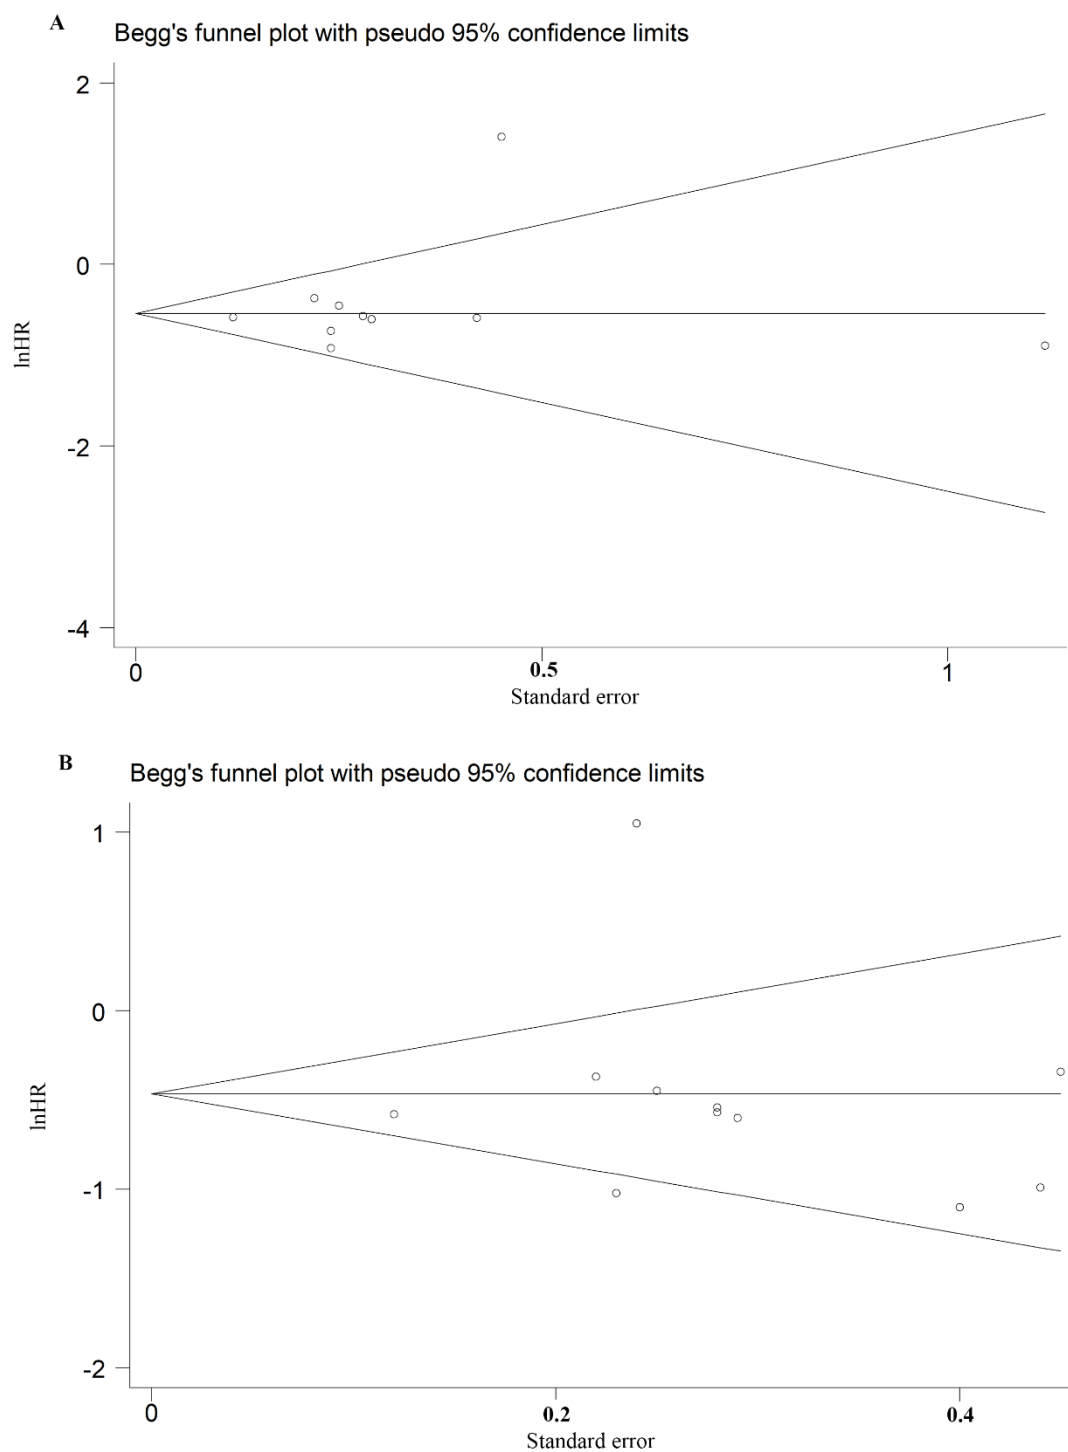 A
Begg's funnel plot with pseudo 95% confidence limits
2
0
-2
-4
lnHR
0
0.5
1
Standard error
B
Begg's funnel plot with pseudo 95% confidence limits
1
0
-1
-2
lnHR
0
0.2
0.4
Standard error